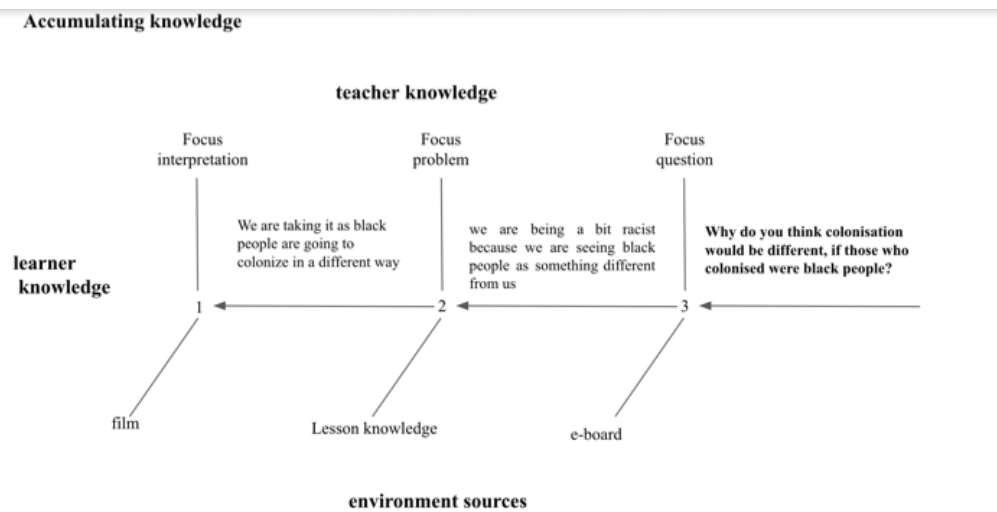 Accumulating knowledge
teacher knowledge
Focus
interpretation
Focus
problem
Focus
question
We are taking it as black
people are going to
colonize in a different way
we are being a bit racist
because we are seeing black
people as something different
from us
Why do you think colonisation
would be different, if those who
colonised were black people?
learner
knowledge
1
2
3
film
Lesson knowledge
e-board
environment sources